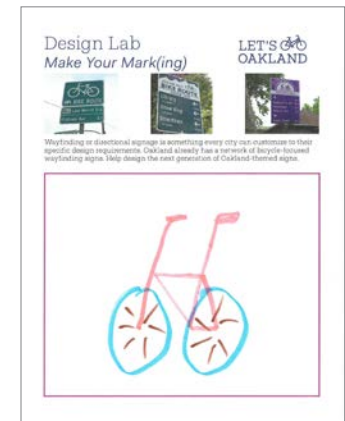 Design Lab
Make Your Mark(ing)
LET'S
OAKLAND
BIKE ROUTE
Wayfinding or directional signage is something every city can customize to their
specific design requirements. Oakland already has a network of bicycle-focused
wayfinding signs. Help design the next generation of Oakland-themed signs.